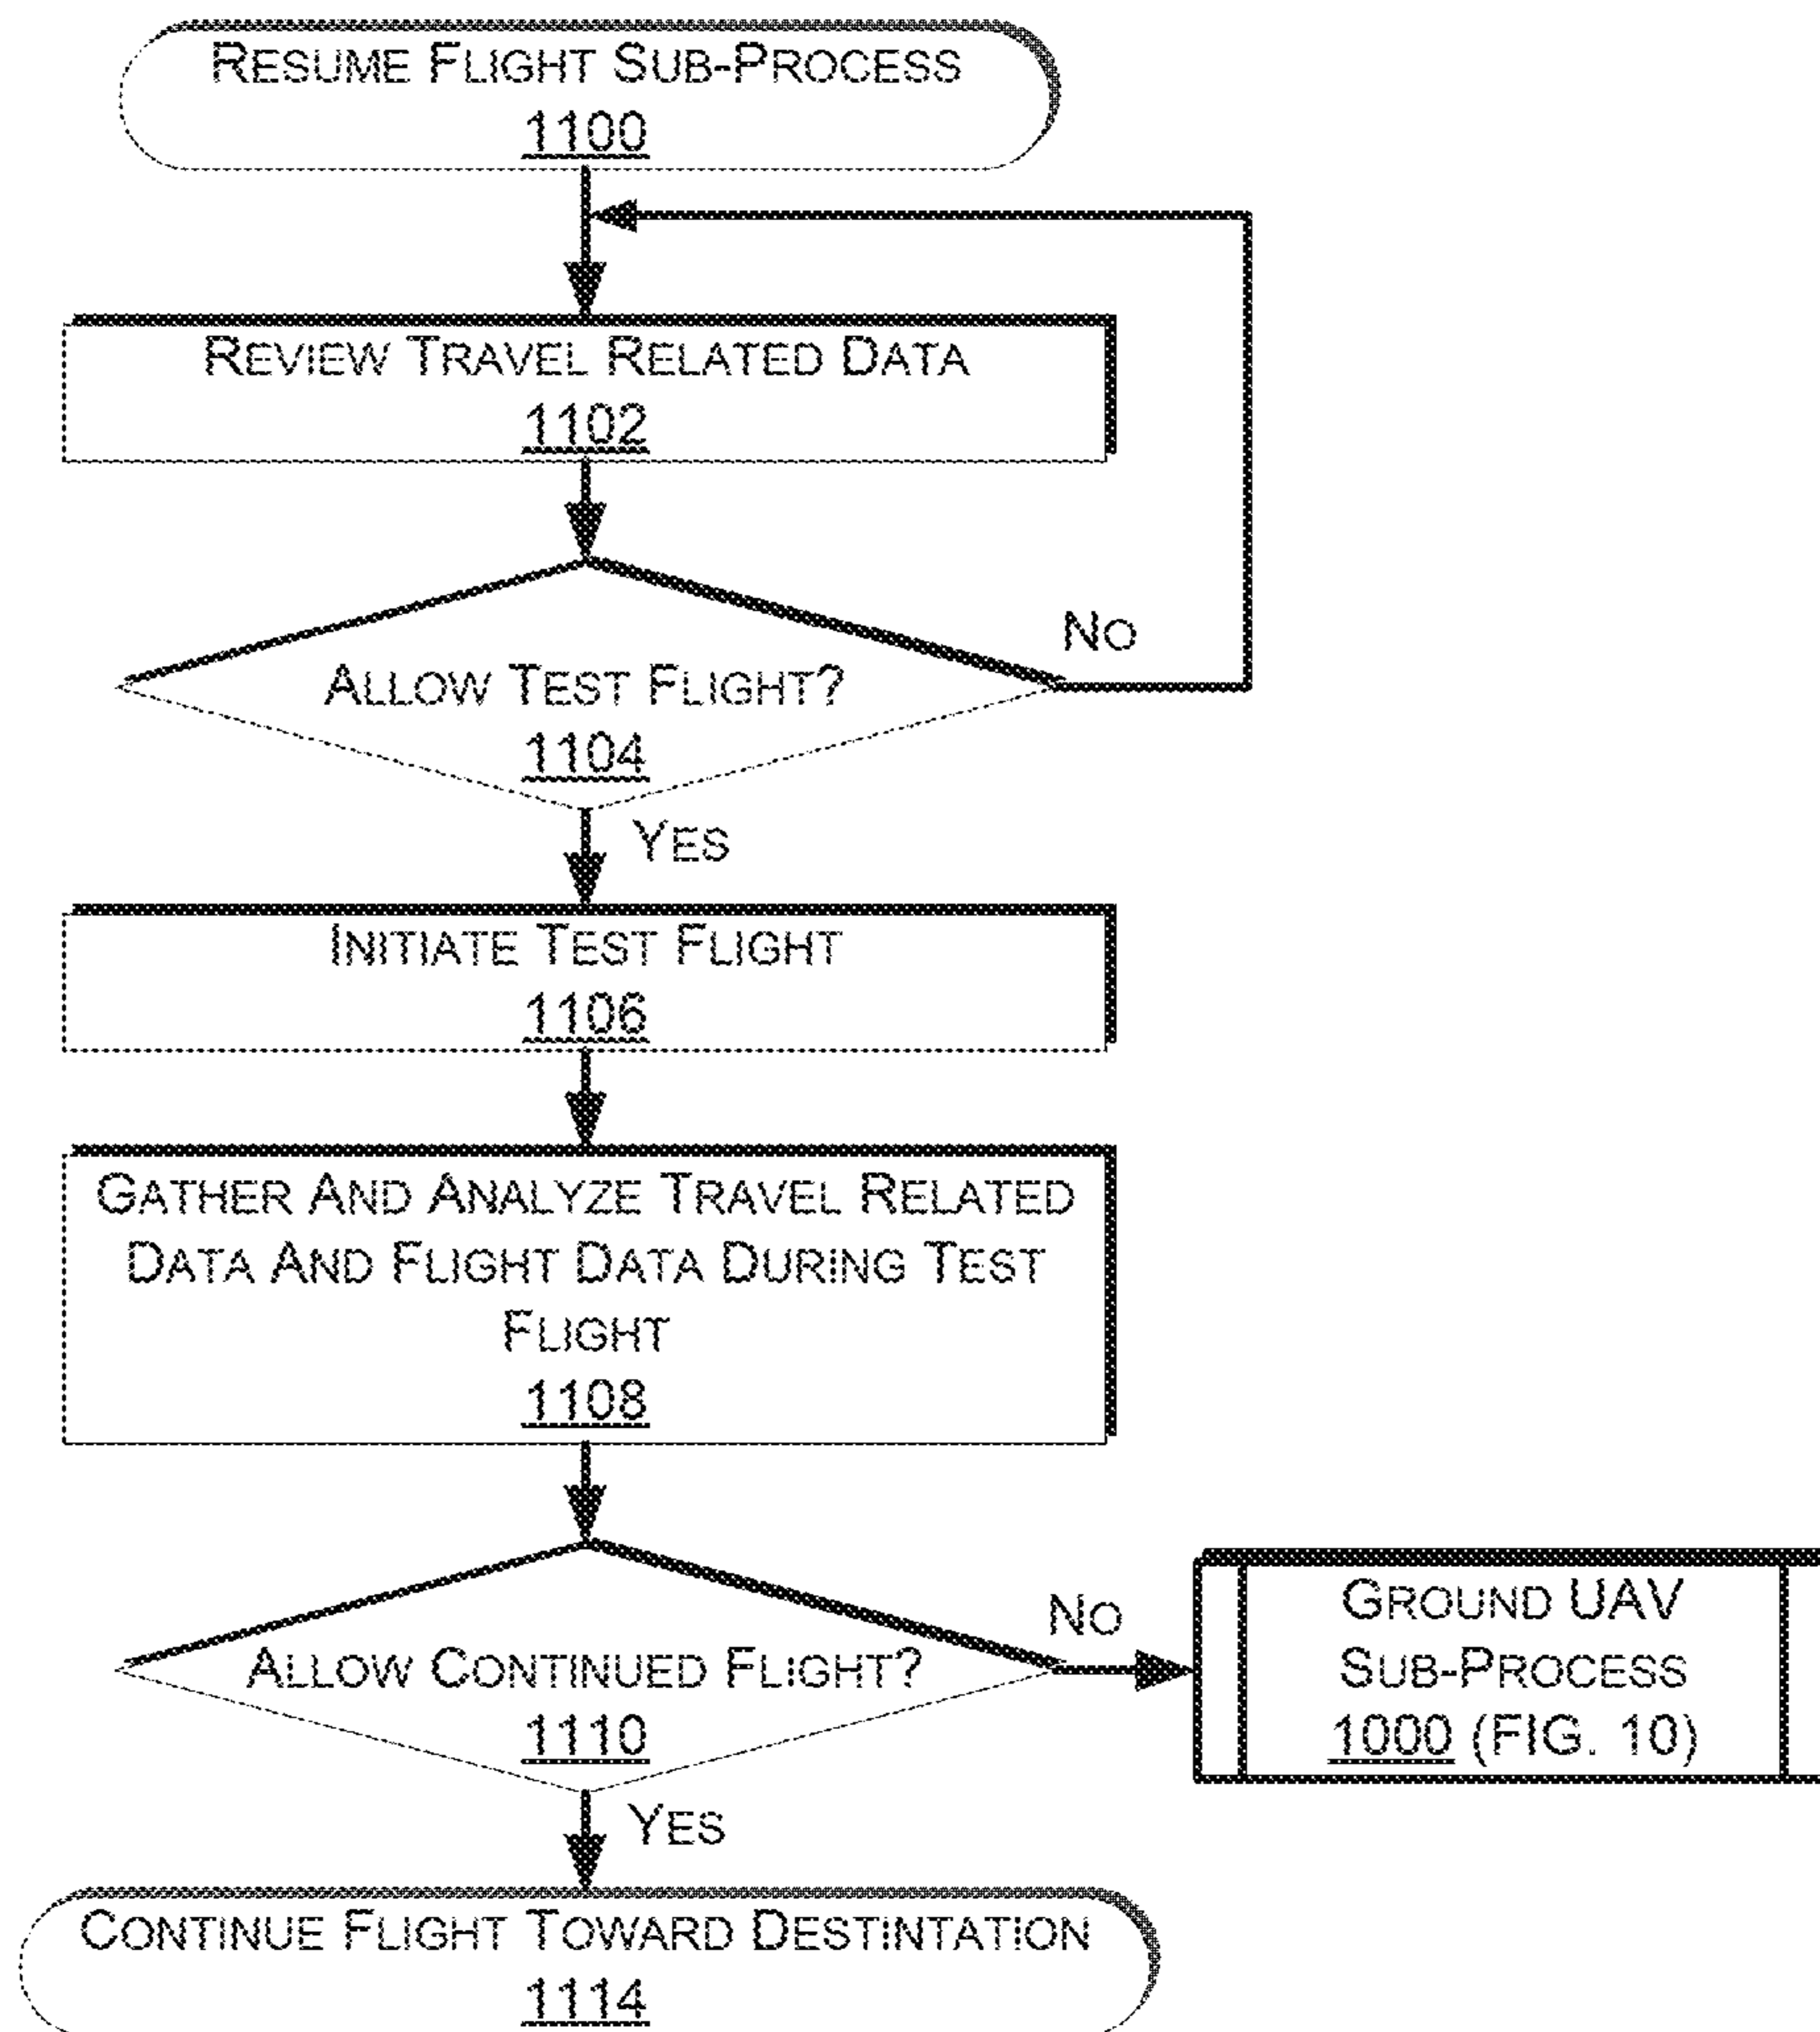 RESUME FLIGHT SUB-PROCESS
1100
REVIEW TRAVEL RELATED DATA
1102
NO
ALLOW TEST FLIGHT?
1104
YES
INITIATE TEST FLIGHT
1106
GATHER AND ANALYZE TRAVEL RELATED
DATA AND FLIGHT DATA DURING TEST
FLIGHT
1108
NO
ALLOW CONTINUED FLIGHT?
1110
GROUND UAV
SUB-PROCESS
1000 (FIG. 10)
YES
CONTINUE FLIGHT TOWARD DESTINTATION
1114